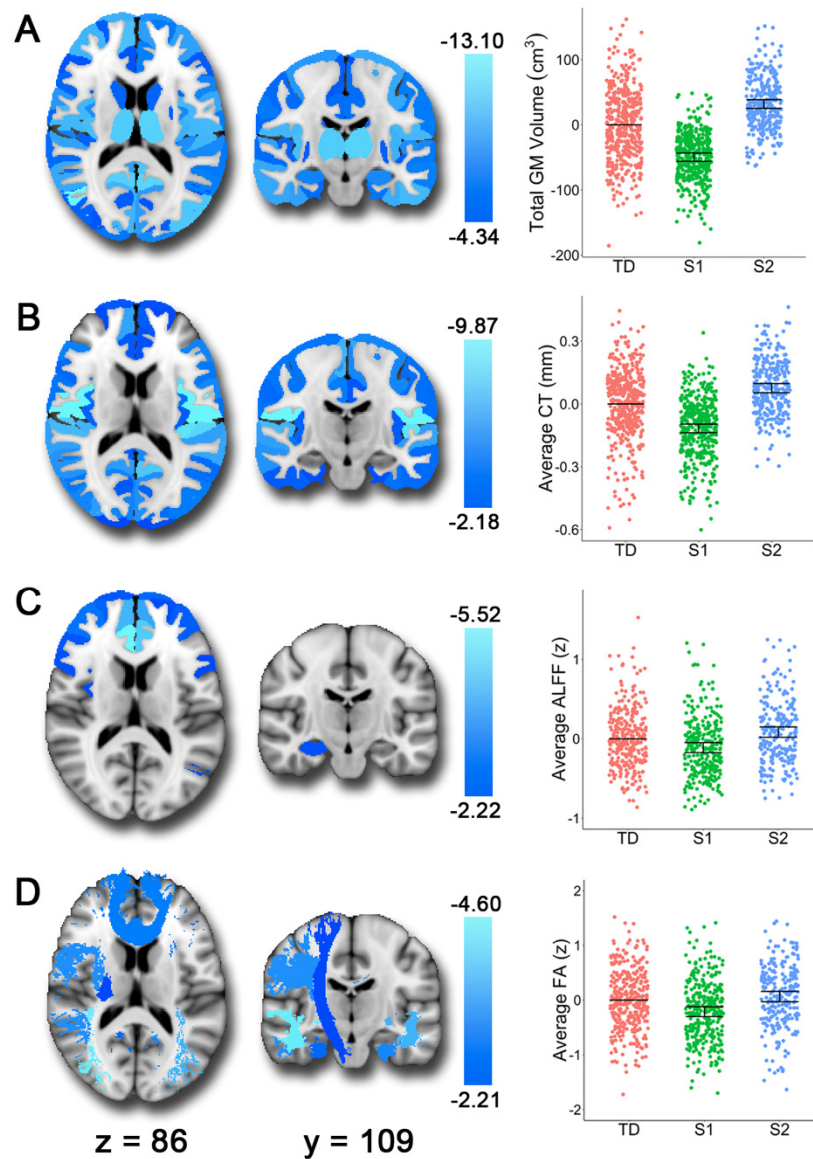 A
-13.10
-4.34
Total GM Volume (cm³)
100
0
-100
-200
TD S1 S2
B
-9.87
-2.18
Average CT (mm)
0.3
0.0
-0.3
-0.6
TD S1 S2
C
-5.52
-2.22
Average ALFF (z)
1
0
-1
TD S1 S2
D
-4.60
-2.21
Average FA (z)
2
1
0
-1
-2
TD S1 S2
z = 86 y = 109